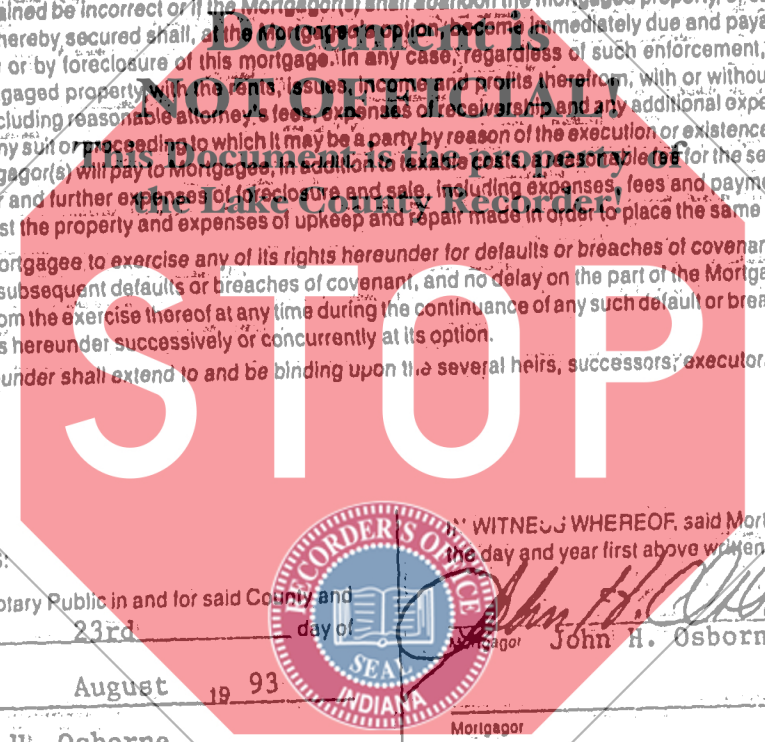 ained be incorrect or if the Mortgagor(s) shall abandon the Mortgaged property,
hereby secured shall, at the Mortgagee's option, become immediately due and paya
or by foreclosure of this mortgage. In any case, regardless of such enforcement,
gaged property with the rents, issues, income and profits therefrom, with or withou
cluding reasonable attorney's fees, expenses of receivership and any additional expe
ny suit or proceeding to which it may be a party by reason of the execution or existence
gagor(s) will pay to Mortgagee, in addition to taxable costs, a reasonable fee for the se
r and further expenses of foreclosure and sale, including expenses, fees and payme
st the property and expenses of upkeep and repair made in order to place the same
Document is
NOT OFFICIAL!
This Document is the property of
the Lake County Recorder!
ortgagee to exercise any of its rights hereunder for defaults or breaches of covenan
subsequent defaults or breaches of covenant, and no delay on the part of the Mortga
om the exercise thereof at any time during the continuance of any such default or brea
s hereunder successively or concurrently at its option.
under shall extend to and be binding upon the several heirs, successors, executor
STOP
IN WITNESS WHEREOF, said Mort
the day and year first above written
otary Public in and for said County and
23rd day of
August 19 93
RECORDER'S OFFICE
SEAL
INDIANA
John H. Osborn
Mortgagor John H. Osborn
Mortgagor
H. Osborne